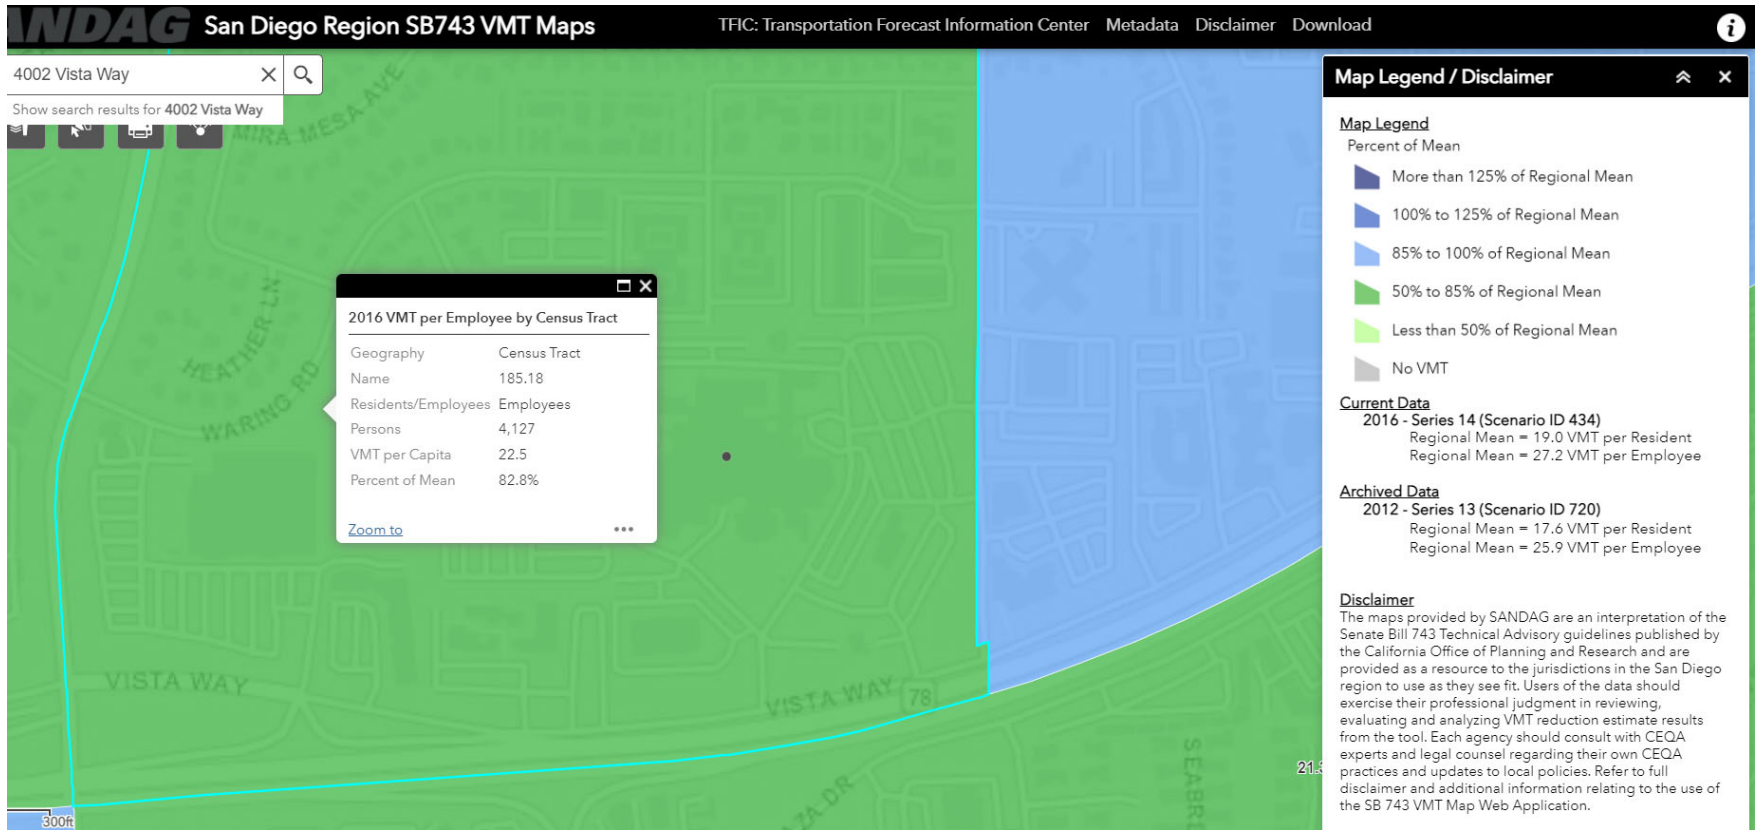 ANDAG San Diego Region SB743 VMT Maps TFIC: Transportation Forecast Information Center Metadata Disclaimer Download
4002 Vista Way
Show search results for 4002 Vista Way
MIRA MESA AVE
HEATHER LN
WARING RD
2016 VMT per Employee by Census Tract
Geography Census Tract
Name 185.18
Residents/Employees Employees
Persons 4,127
VMT per Capita 22.5
Percent of Mean 82.8%
Zoom to
VISTA WAY
VISTA WAY 78
SEABRE
ZA DR
21.3
300ft
Map Legend / Disclaimer
Map Legend
Percent of Mean
More than 125% of Regional Mean
100% to 125% of Regional Mean
85% to 100% of Regional Mean
50% to 85% of Regional Mean
Less than 50% of Regional Mean
No VMT
Current Data
2016 - Series 14 (Scenario ID 434)
Regional Mean = 19.0 VMT per Resident
Regional Mean = 27.2 VMT per Employee
Archived Data
2012 - Series 13 (Scenario ID 720)
Regional Mean = 17.6 VMT per Resident
Regional Mean = 25.9 VMT per Employee
Disclaimer
The maps provided by SANDAG are an interpretation of the
Senate Bill 743 Technical Advisory guidelines published by
the California Office of Planning and Research and are
provided as a resource to the jurisdictions in the San Diego
region to use as they see fit. Users of the data should
exercise their professional judgment in reviewing,
evaluating and analyzing VMT reduction estimate results
from the tool. Each agency should consult with CEQA
experts and legal counsel regarding their own CEQA
practices and updates to local policies. Refer to full
disclaimer and additional information relating to the use of
the SB 743 VMT Map Web Application.